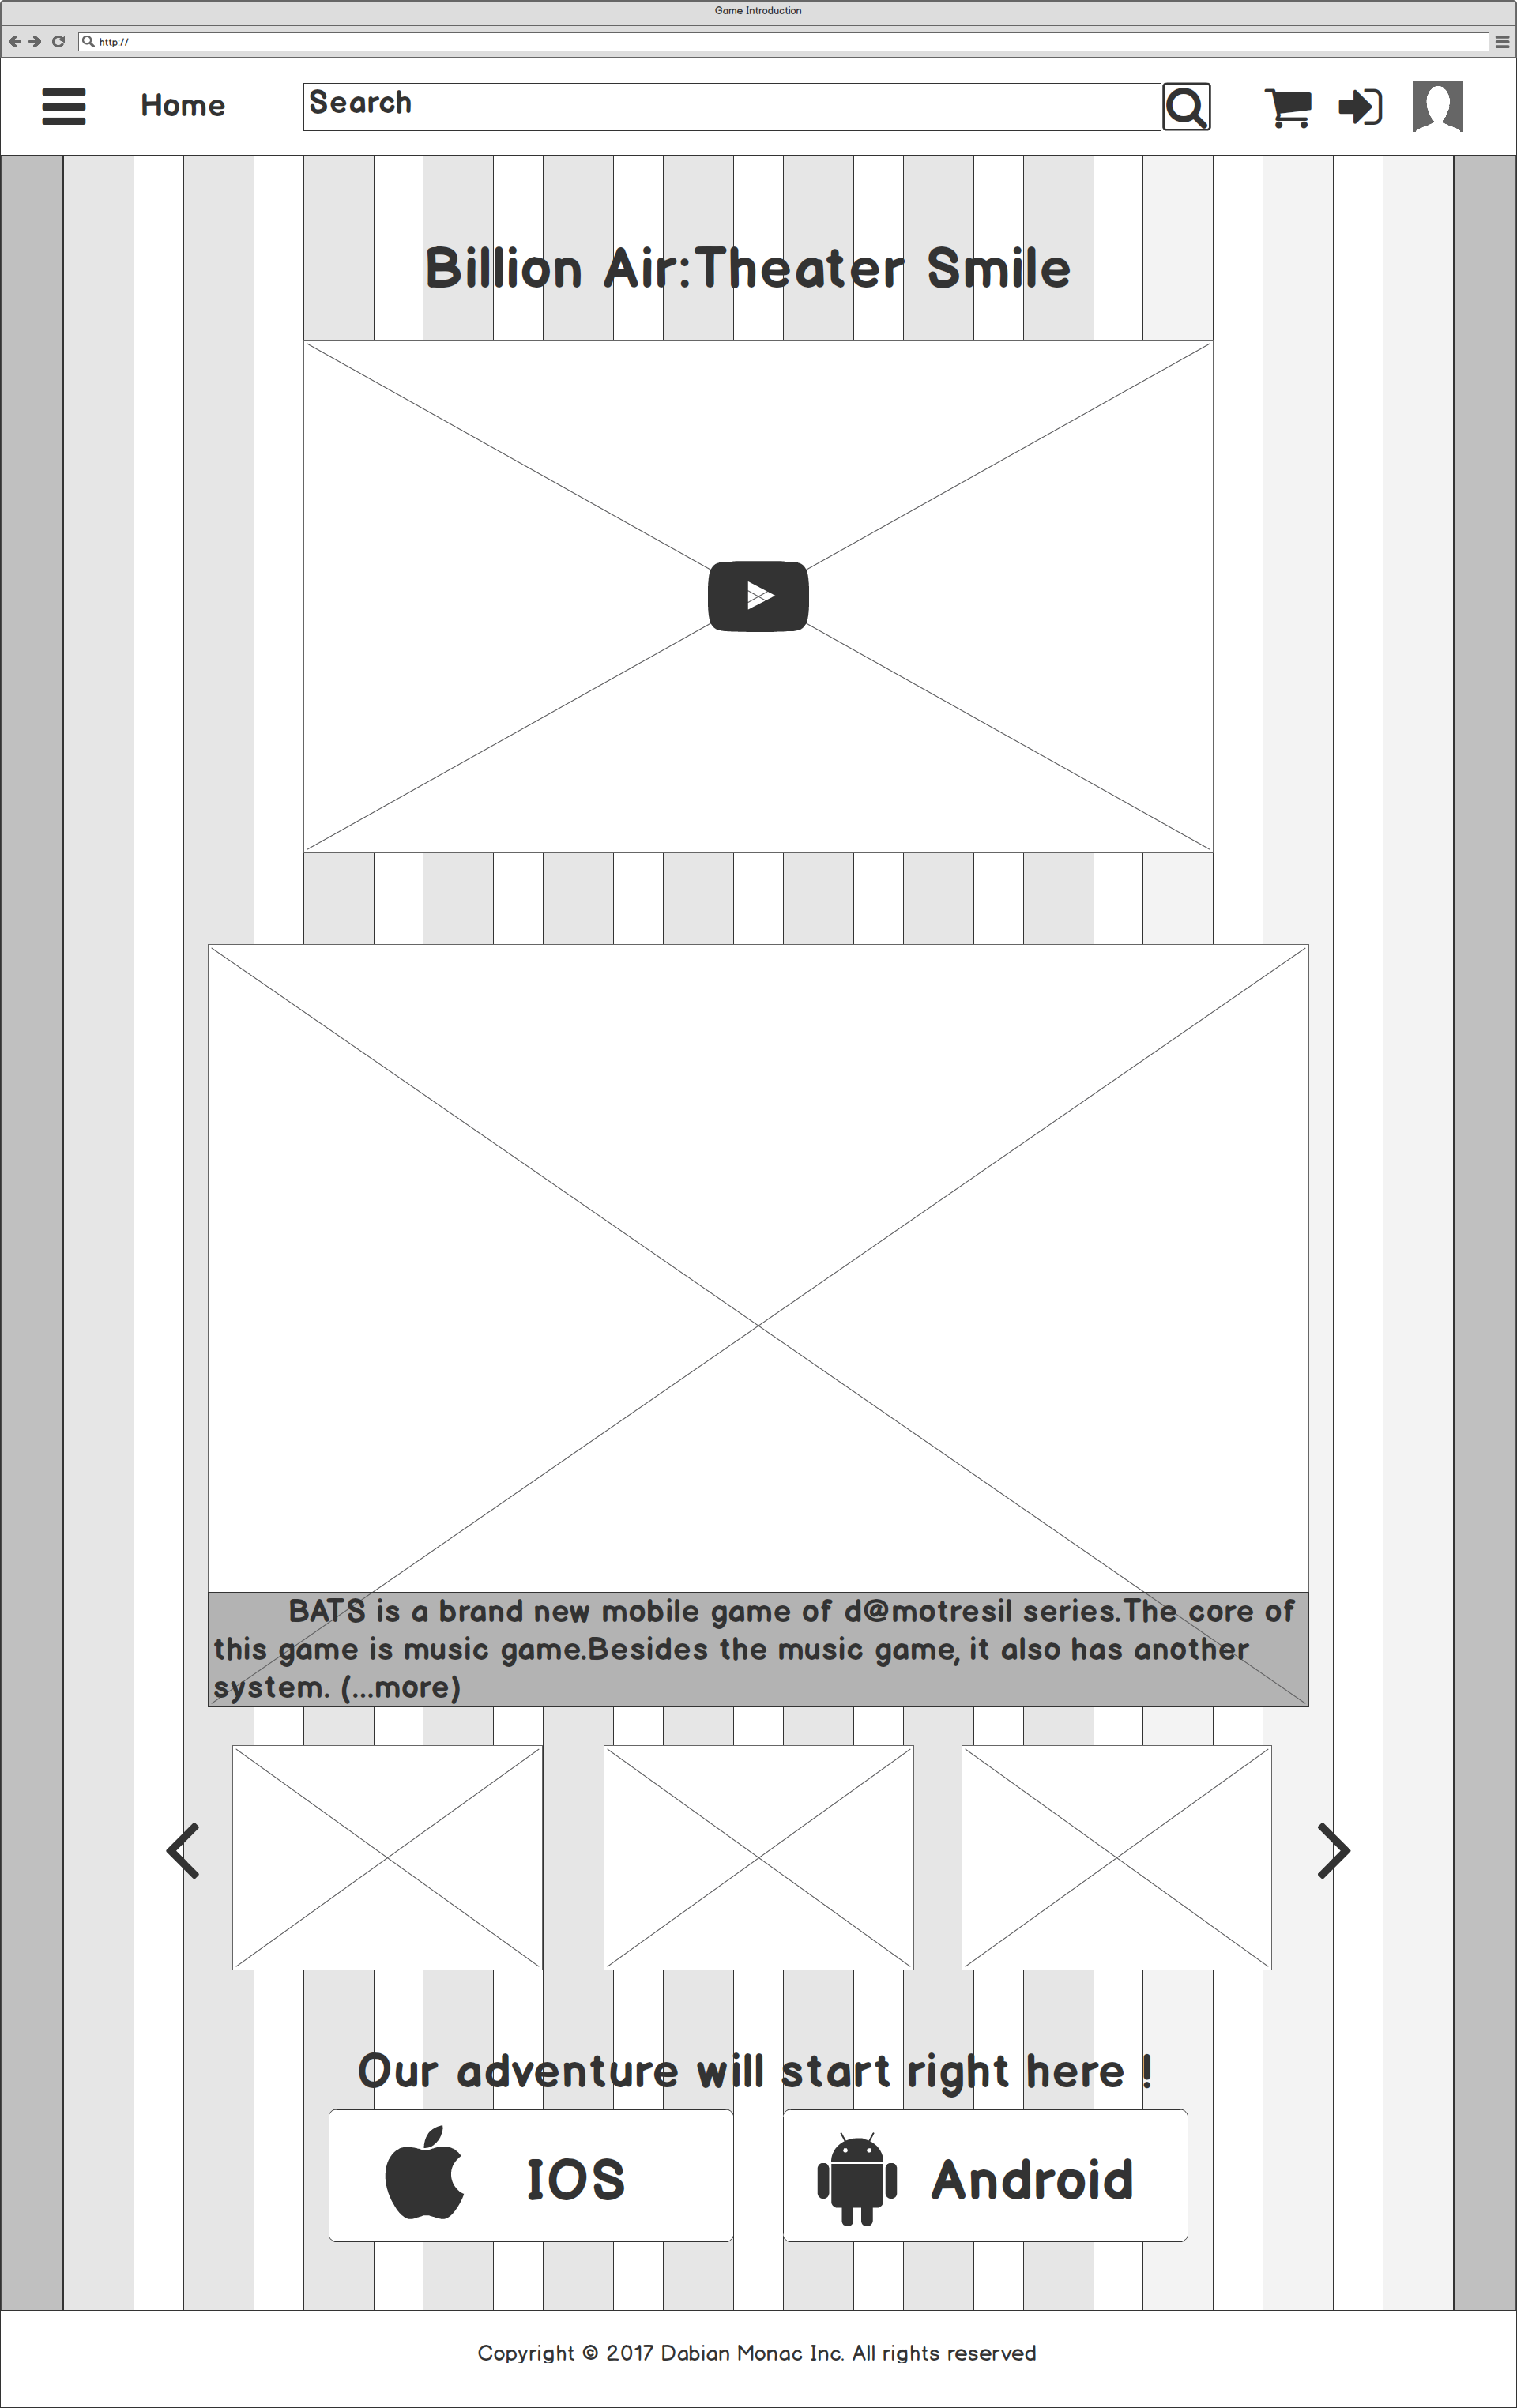 Game Introduction
http://
Home
Search
Billion Air:Theater Smile
BATS is a brand new mobile game of d@motresil series.The core of
this game is music game.Besides the music game, it also has another
system. (...more)
Our adventure will start right here !
IOS
Android
Copyright © 2017 Dabian Monac Inc. All rights reserved